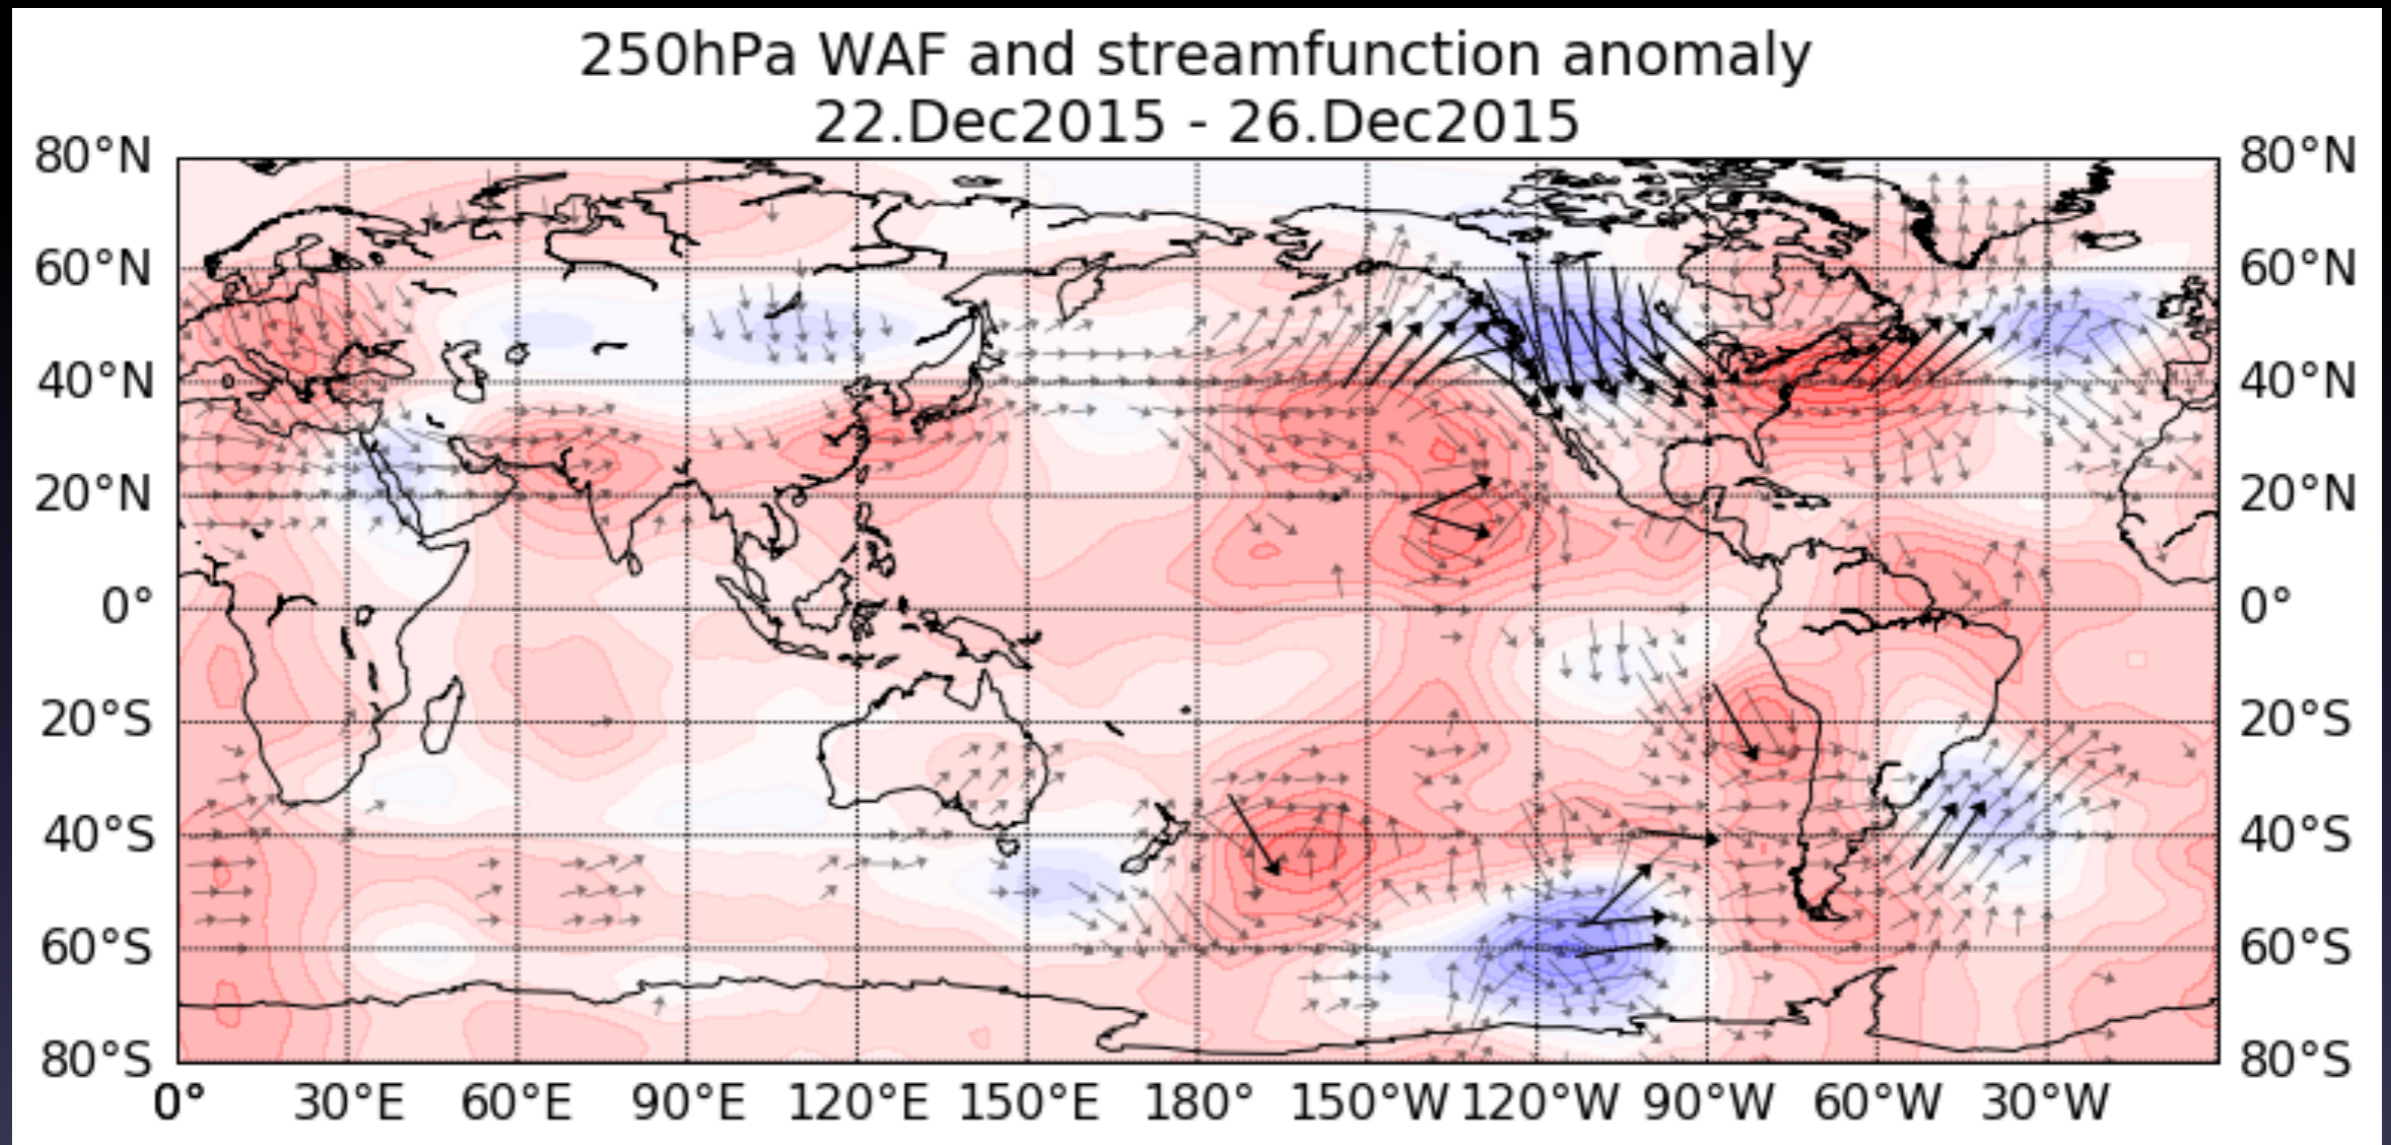 250hPa WAF and streamfunction anomaly
22.Dec2015 - 26.Dec2015
80°N 80°N
60°N 60°N
40°N 40°N
20°N 20°N
0° 0°
20°S 20°S
40°S 40°S
60°S 60°S
80°S 80°S
0° 30°E 60°E 90°E 120°E 150°E 180° 150°W 120°W 90°W 60°W 30°W